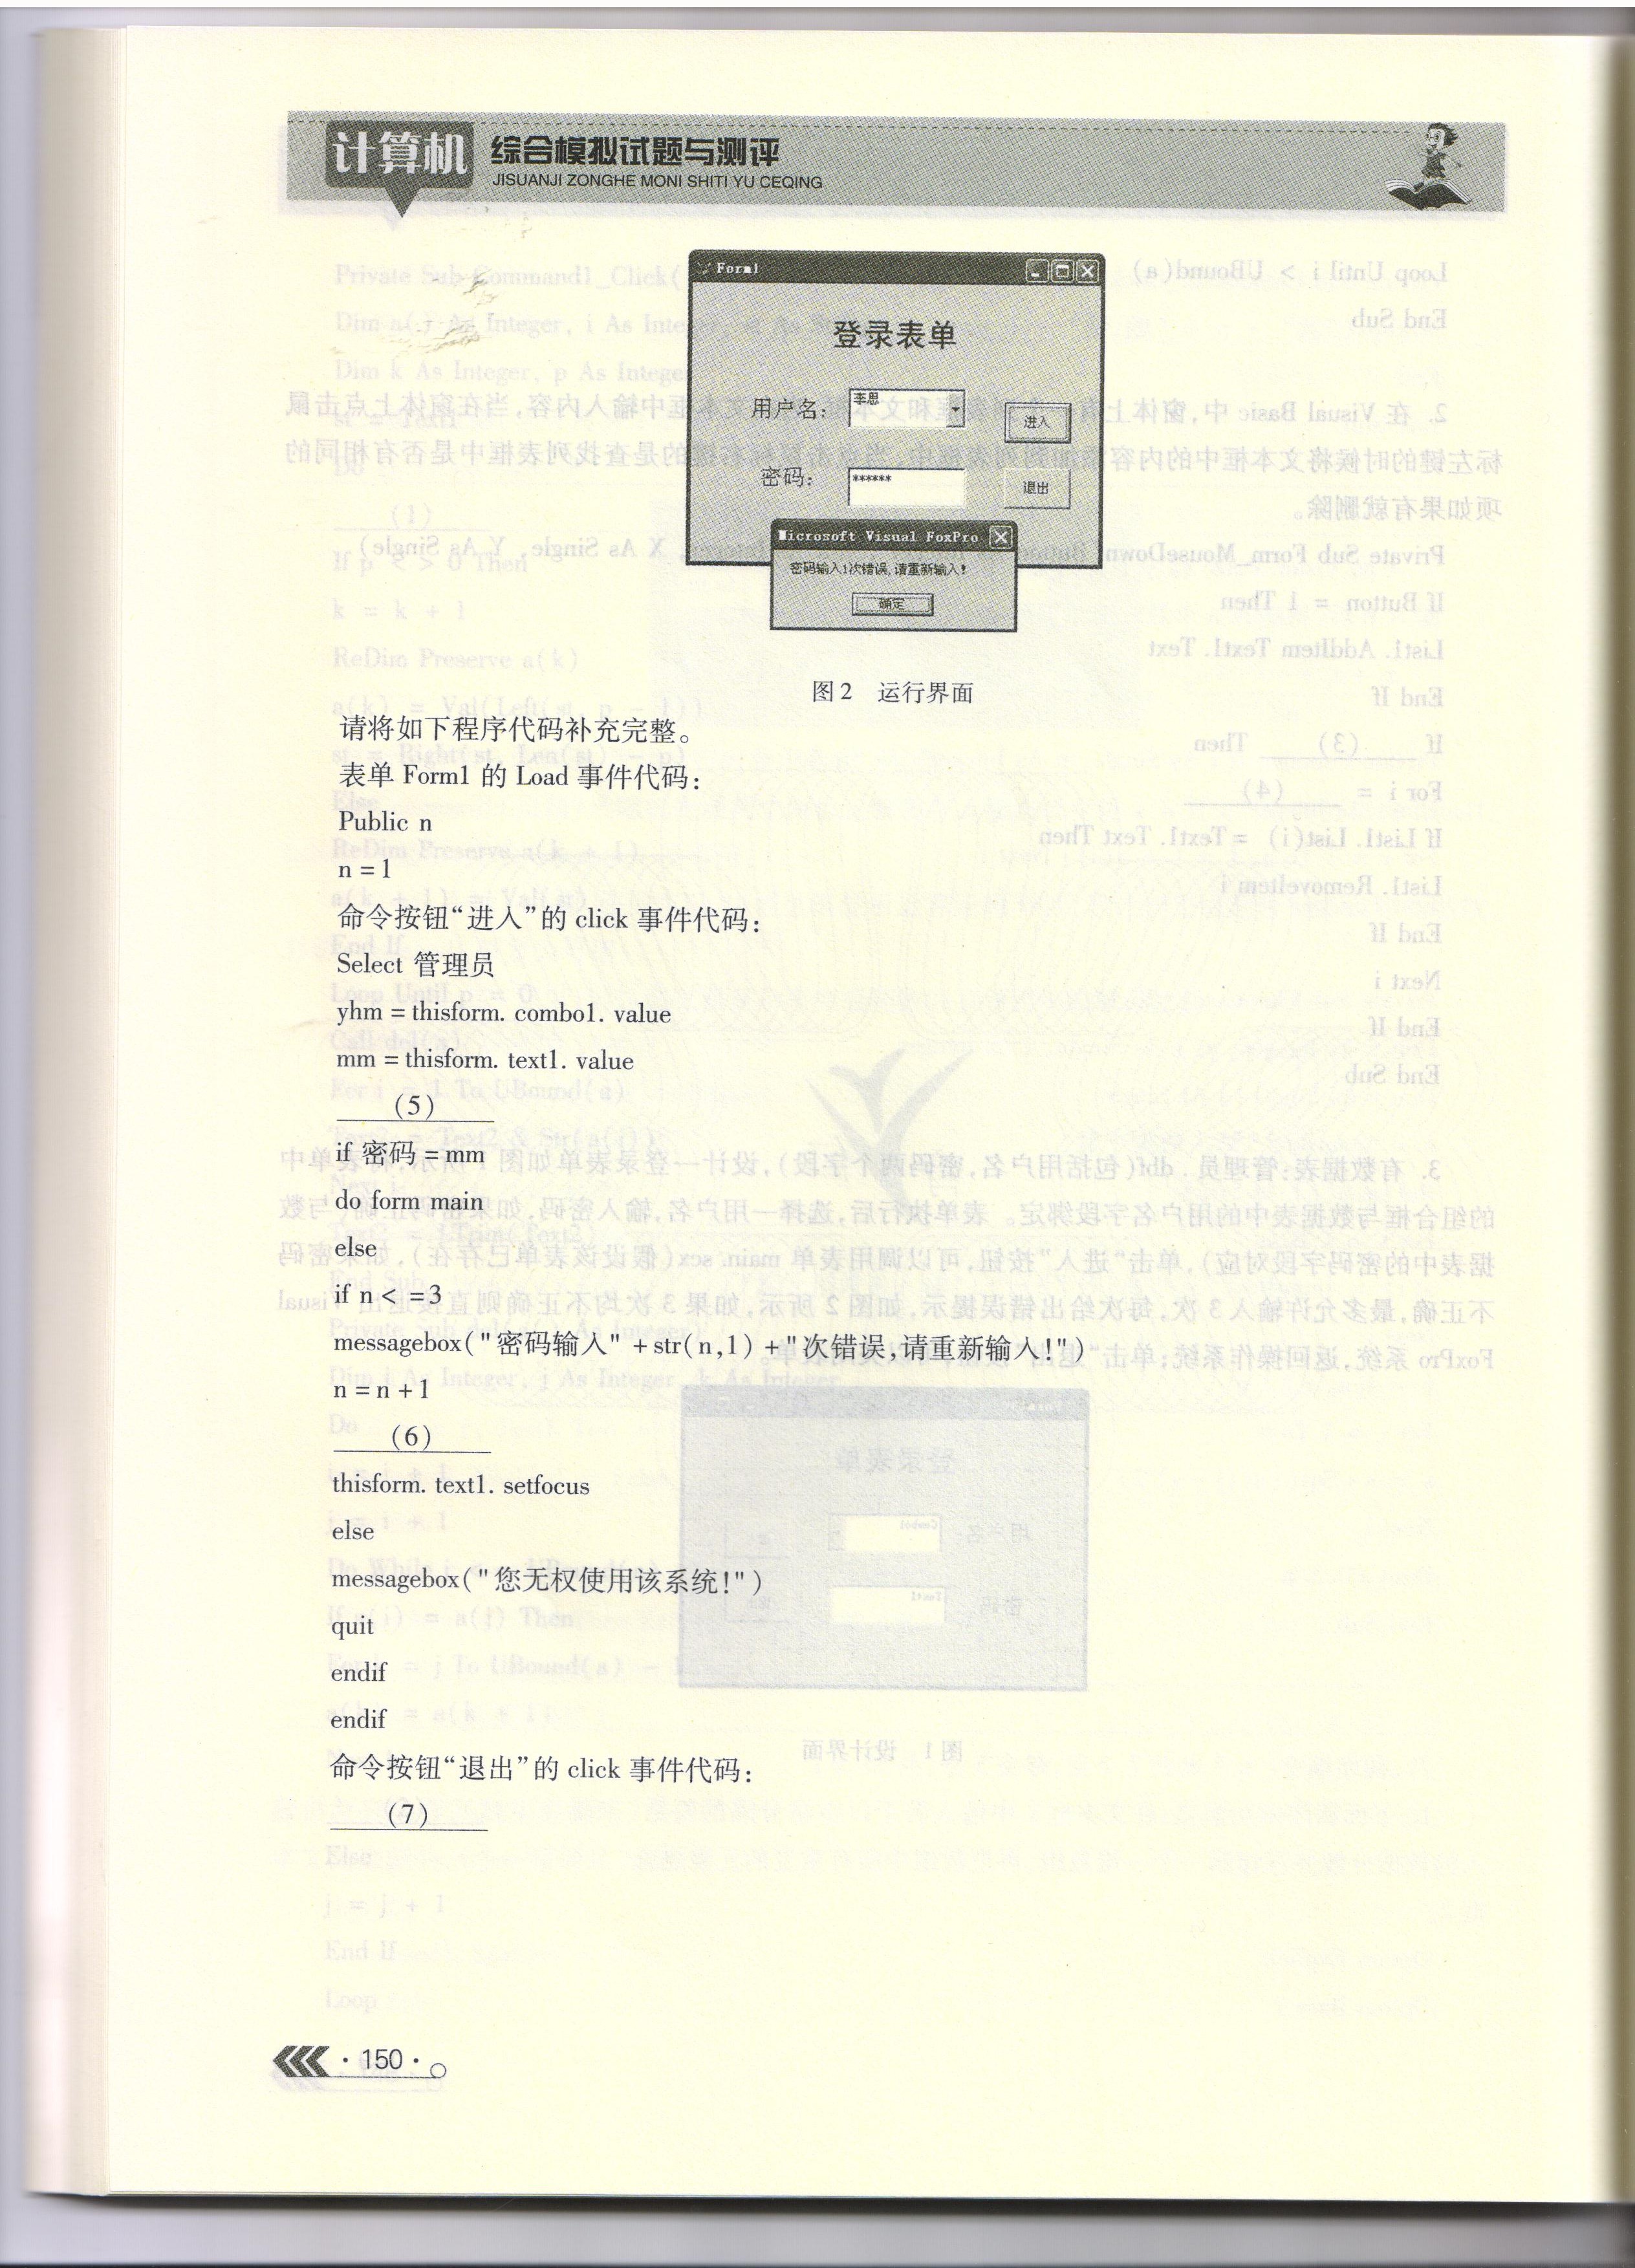 计算机
综合模拟试题与测评
JISUANJI ZONGHE MONI SHITI YU CEQING
Form1
登录表单
用户名：
李思
进入
密码：
******
退出
Microsoft Visual FoxPro
密码输入1次错误，请重新输入！
确定
图2 运行界面
请将如下程序代码补充完整。
表单 Form1 的 Load 事件代码：
Public n
n = 1
命令按钮“进入”的 click 事件代码：
Select 管理员
yhm = thisform. combo1. value
mm = thisform. text1. value
(5)
if 密码 = mm
do form main
else
if n < = 3
messagebox("密码输入" + str(n,1) + "次错误，请重新输入！")
n = n + 1
(6)
thisform. text1. setfocus
else
messagebox("您无权使用该系统！")
quit
endif
endif
命令按钮“退出”的 click 事件代码：
(7)
· 150 ·